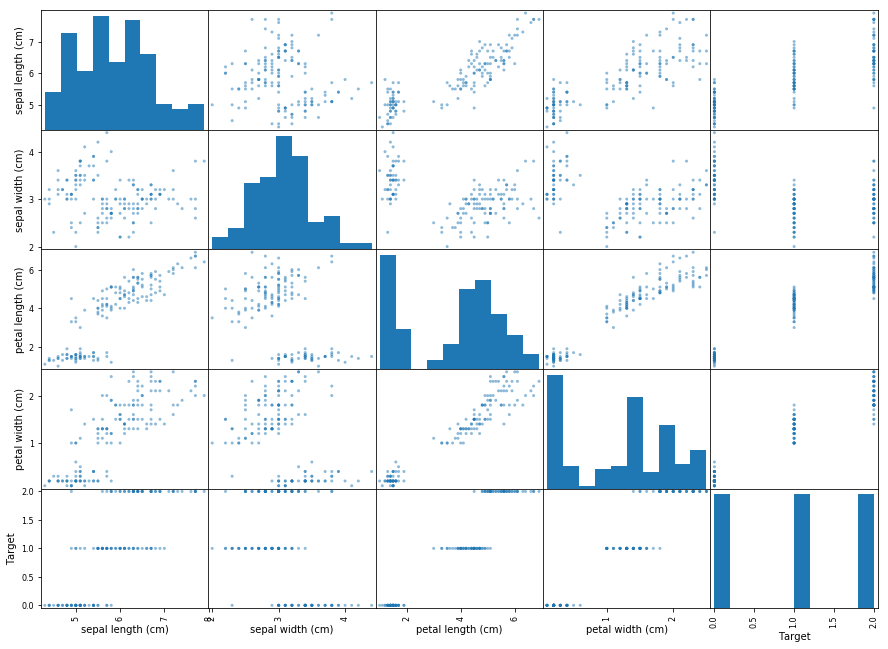 sepal length (cm)
7
6
5
sepal width (cm)
4
3
2
petal length (cm)
6
4
2
petal width (cm)
2
1
Target
2.0
1.5
1.0
0.5
0.0
5 6 7 8 3 4 2 4 6 1 2 0.0 0.5 1.0 1.5 2.0
sepal length (cm) sepal width (cm) petal length (cm) petal width (cm) Target